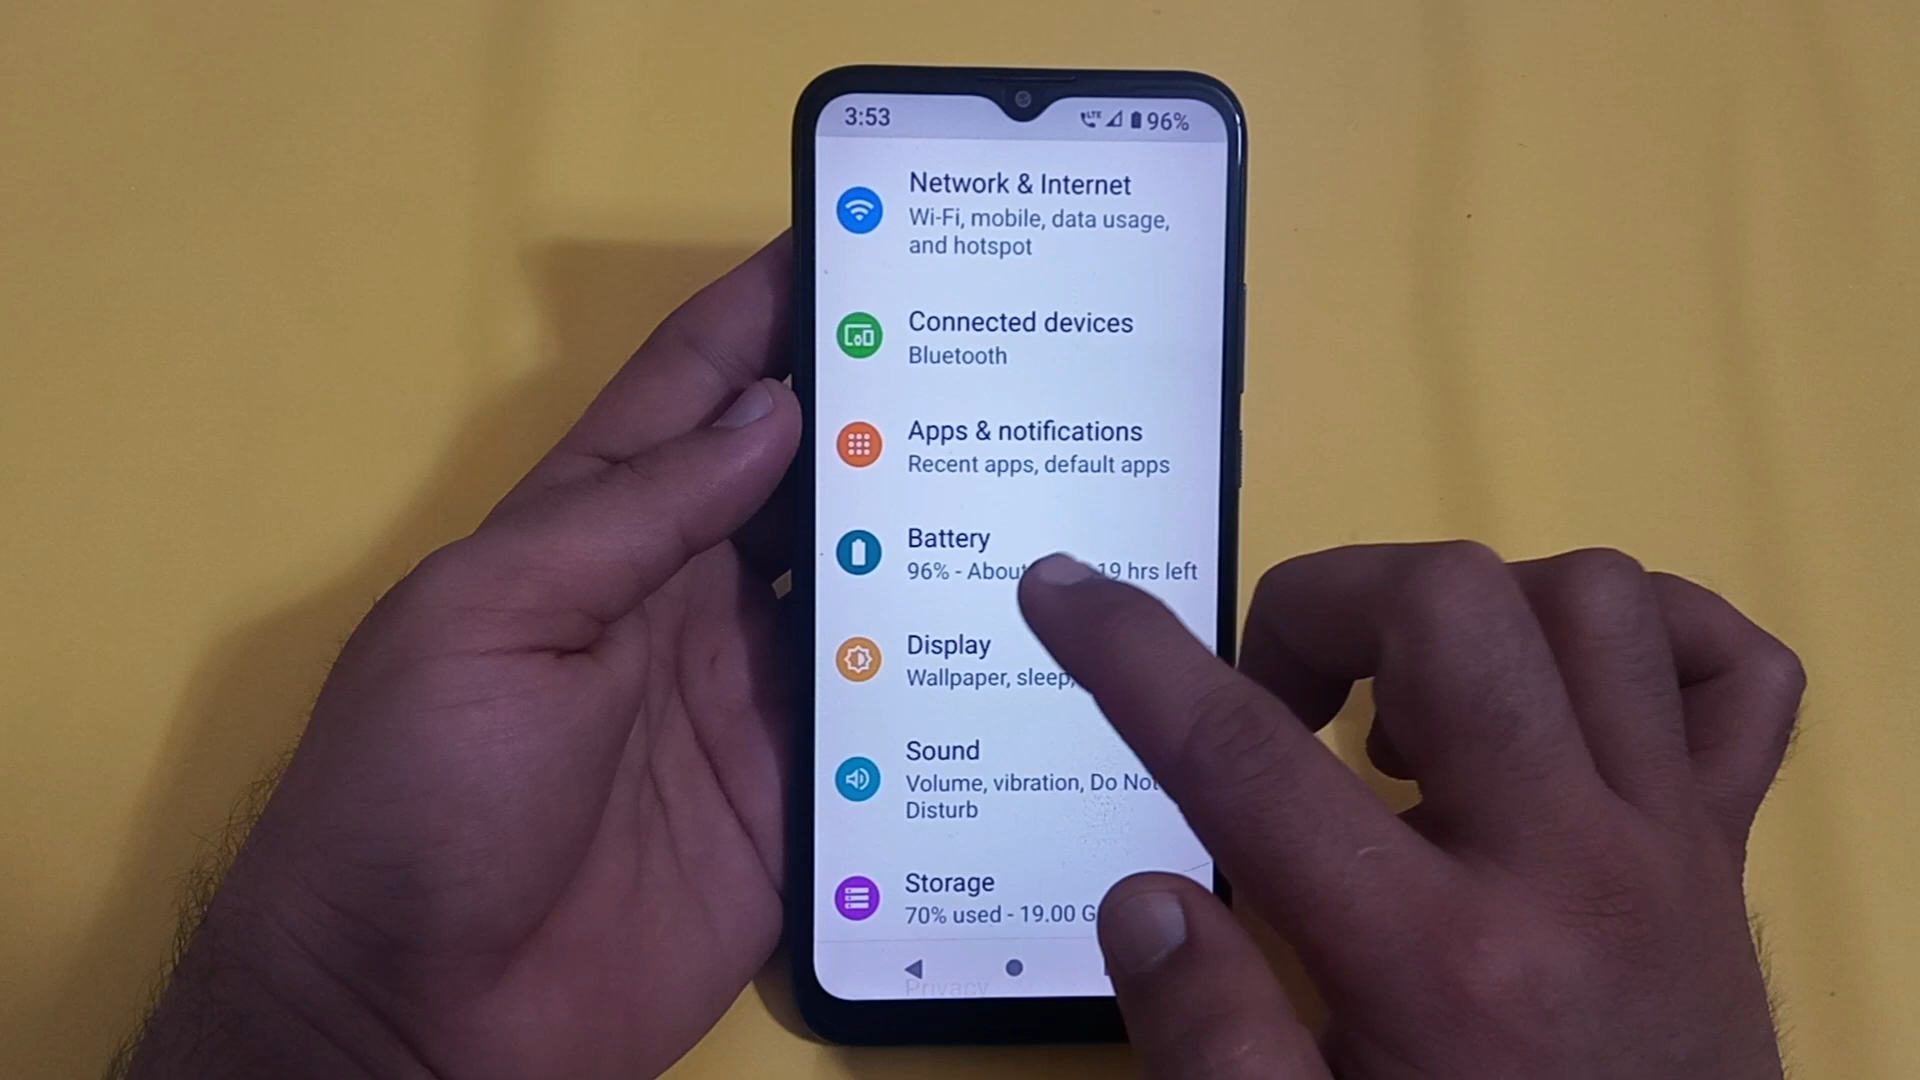 3:53
LTE
96%
Network & Internet
Wi-Fi, mobile, data usage,
and hotspot
Connected devices
Bluetooth
Apps & notifications
Recent apps, default apps
Battery
96% - About 19 hrs left
Display
Wallpaper, sleep,
Sound
Volume, vibration, Do Not
Disturb
Storage
70% used - 19.00 G
Privacy